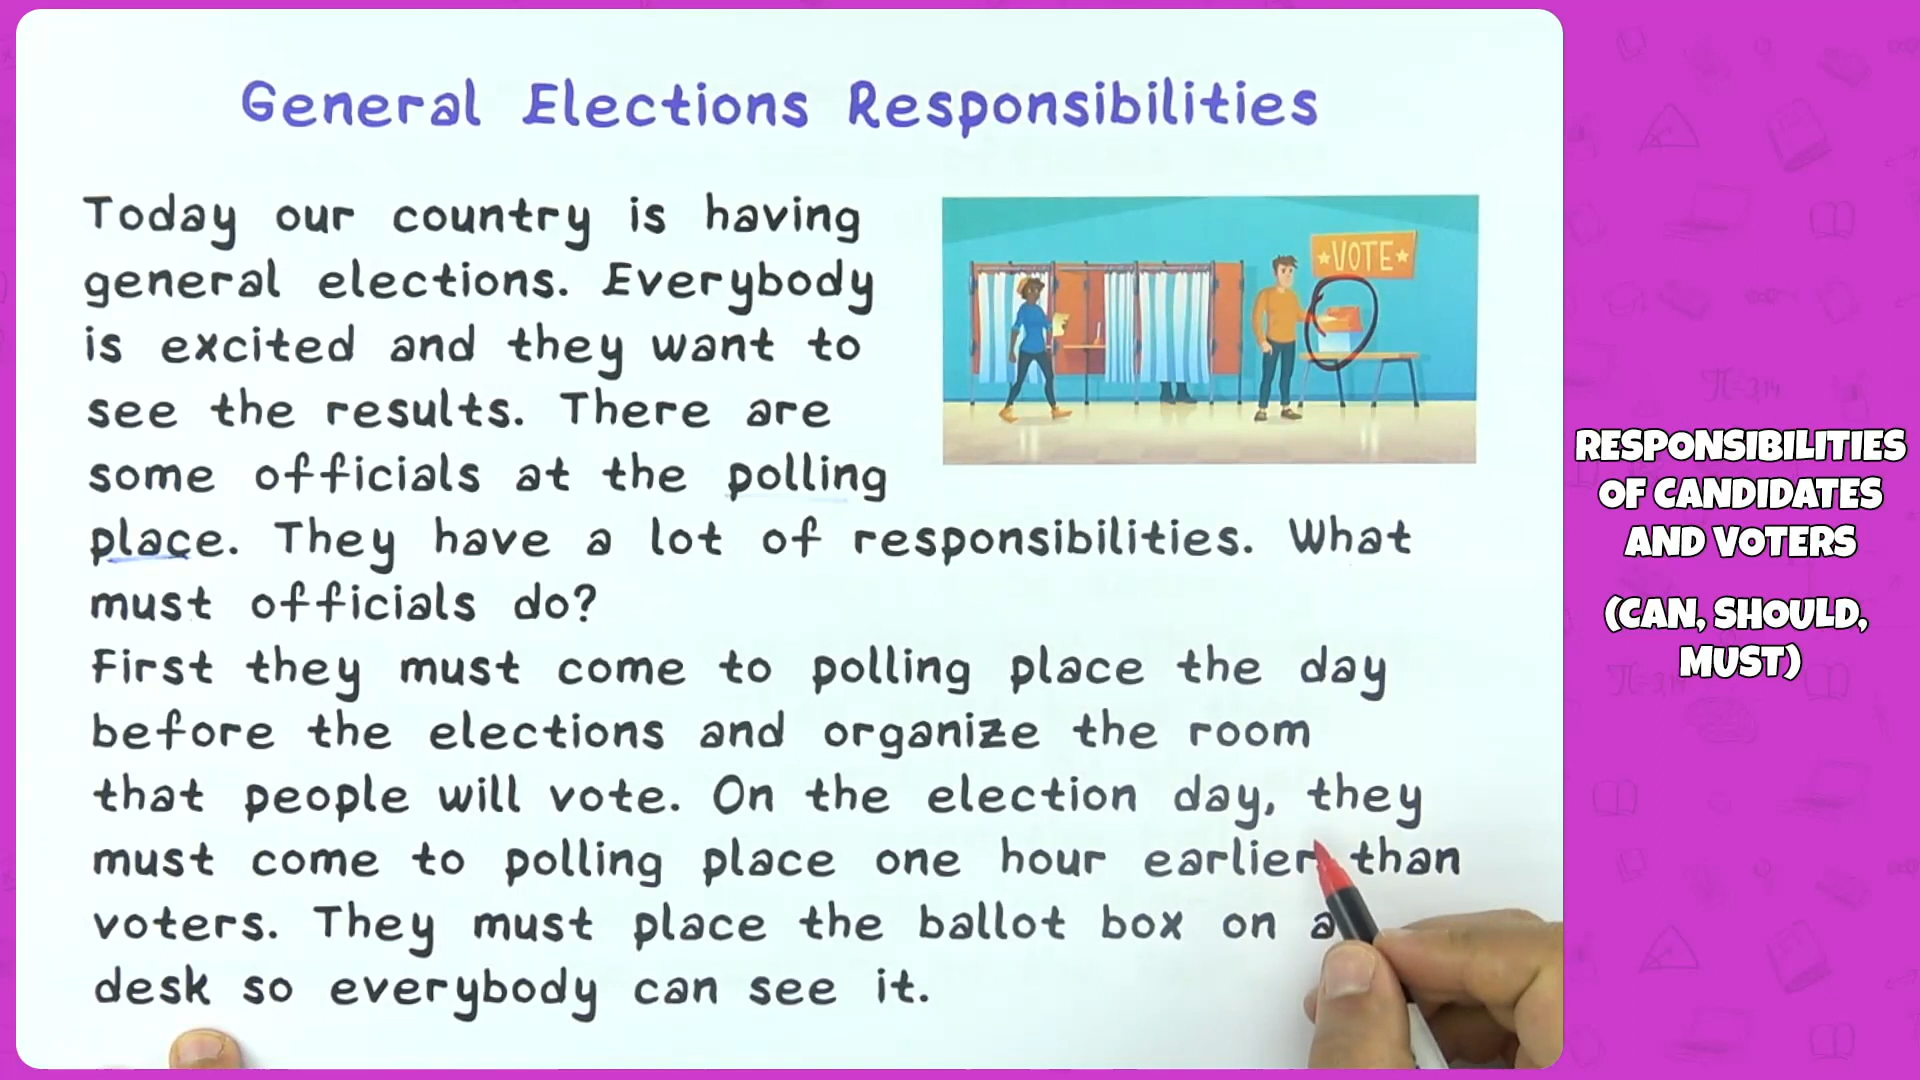 General Elections Responsibilities
Today our country is having
general elections. Everybody
is excited and they want to
see the results. There are
some officials at the polling
place. They have a lot of responsibilities. What
must officials do?
First they must come to polling place the day
before the elections and organize the room
that people will vote. On the election day, they
must come to polling place one hour earlier than
voters. They must place the ballot box on a
desk so everybody can see it.
★VOTE★
RESPONSIBILITIES
OF CANDIDATES
AND VOTERS
(CAN, SHOULD,
MUST)